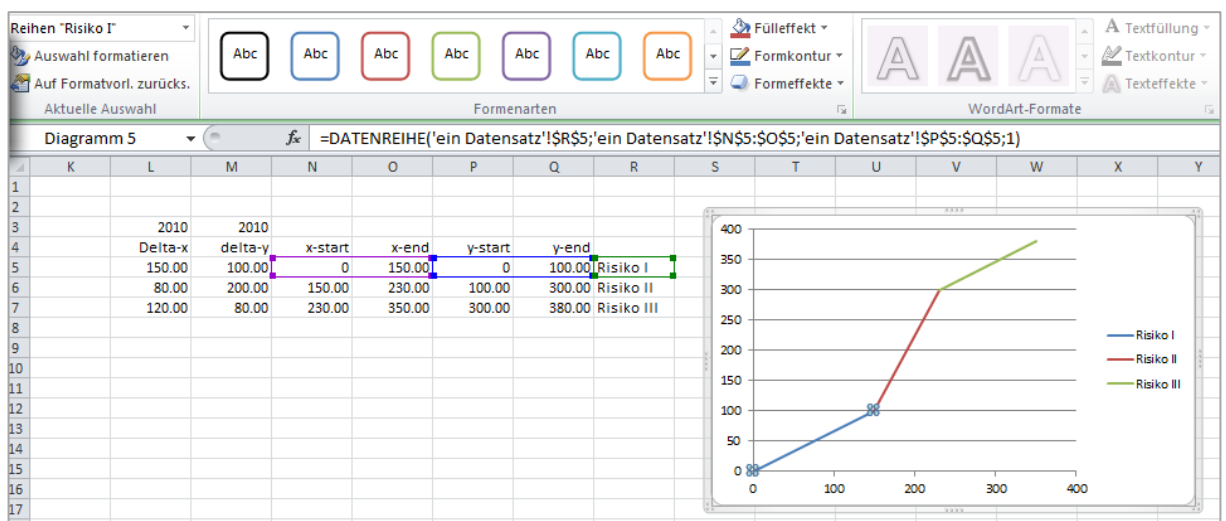 Reihen "Risiko I"
Auswahl formatieren
Auf Formatvorl. zurücks.
Aktuelle Auswahl
Abc Abc Abc Abc Abc Abc Abc
Formenarten
Fülleffekt
Formkontur
Formeffekte
A A A
WordArt-Formate
Textfüllung
Textkontur
Texteffekte
Diagramm 5 fx =DATENREIHE('ein Datensatz'!$R$5;'ein Datensatz'!$N$5:$O$5;'ein Datensatz'!$P$5:$Q$5;1)
K L M N O P Q R S T U V W X Y
1
2
3 2010 2010
4 Delta-x delta-y x-start x-end y-start y-end
5 150.00 100.00 0 150.00 0 100.00 Risiko I
6 80.00 200.00 150.00 230.00 100.00 300.00 Risiko II
7 120.00 80.00 230.00 350.00 300.00 380.00 Risiko III
8
9
10
11
12
13
14
15
16
17
400
350
300
250
200
150
100
50
0
0 100 200 300 400
Risiko I
Risiko II
Risiko III